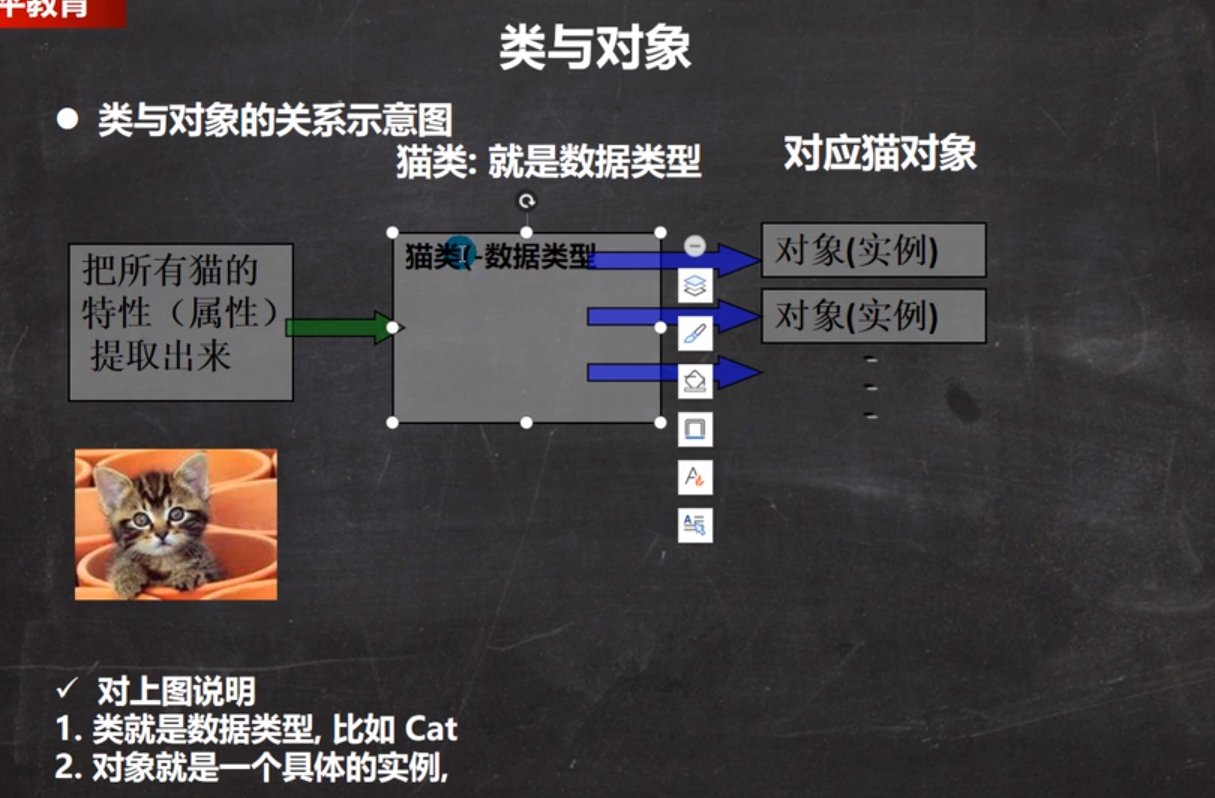 平教育
类与对象
● 类与对象的关系示意图
猫类: 就是数据类型
对应猫对象
把所有猫的
特性（属性）
提取出来
猫类(-数据类型
对象(实例)
对象(实例)
✓ 对上图说明
1. 类就是数据类型, 比如 Cat
2. 对象就是一个具体的实例,